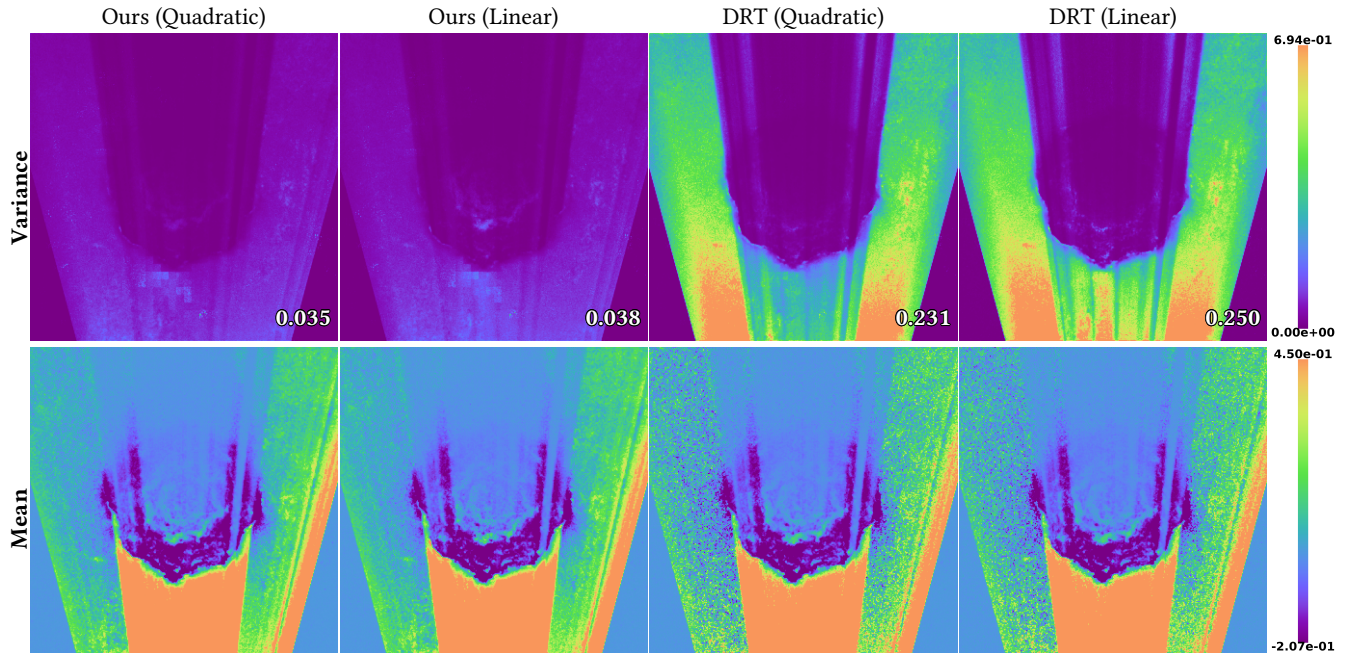 Ours (Quadratic)
Ours (Linear)
DRT (Quadratic)
DRT (Linear)
Variance
0.035
0.038
0.231
0.250
6.94e-01
0.00e+00
Mean
4.50e-01
-2.07e-01